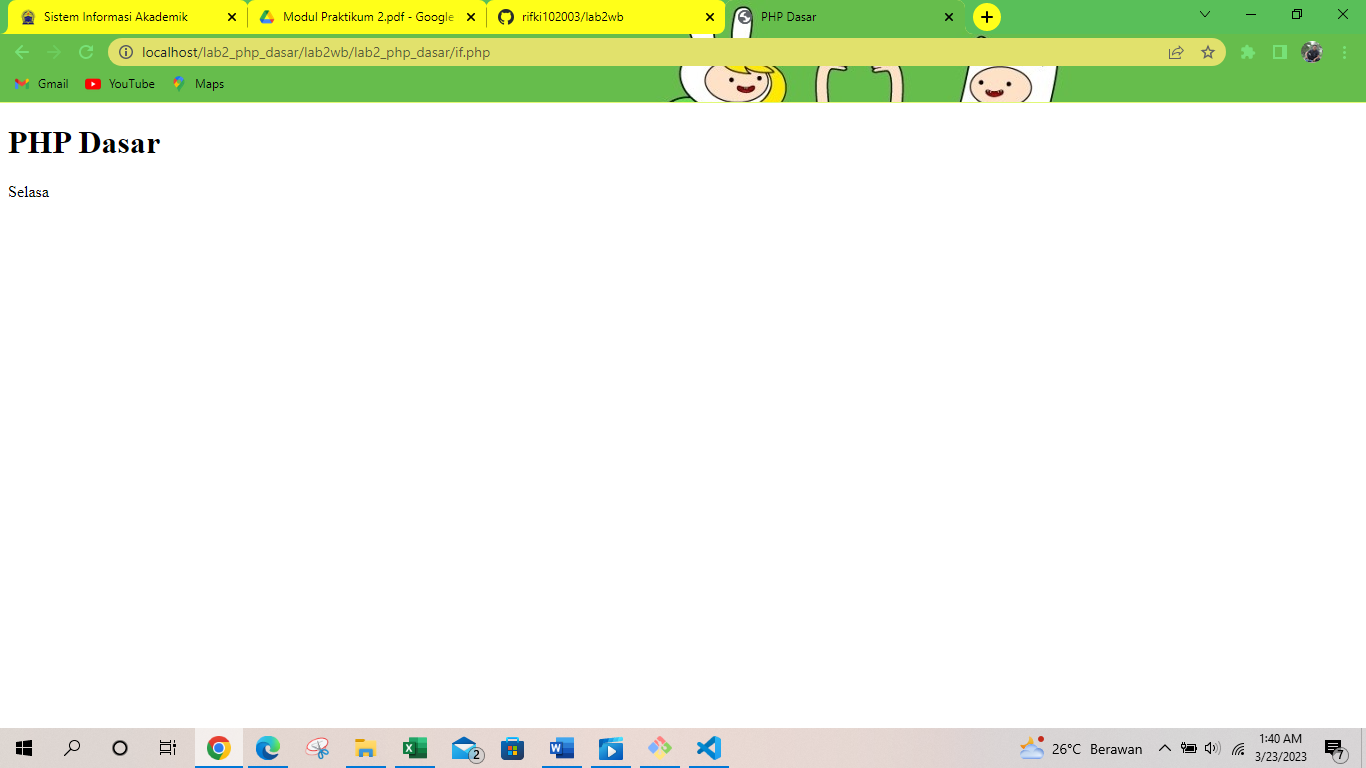 Sistem Informasi Akademik
Modul Praktikum 2.pdf - Google
rifki102003/lab2wb
PHP Dasar
localhost/lab2_php_dasar/lab2wb/lab2_php_dasar/if.php
Gmail
YouTube
Maps
PHP Dasar
Selasa
2
26°C Berawan
1:40 AM
3/23/2023
7